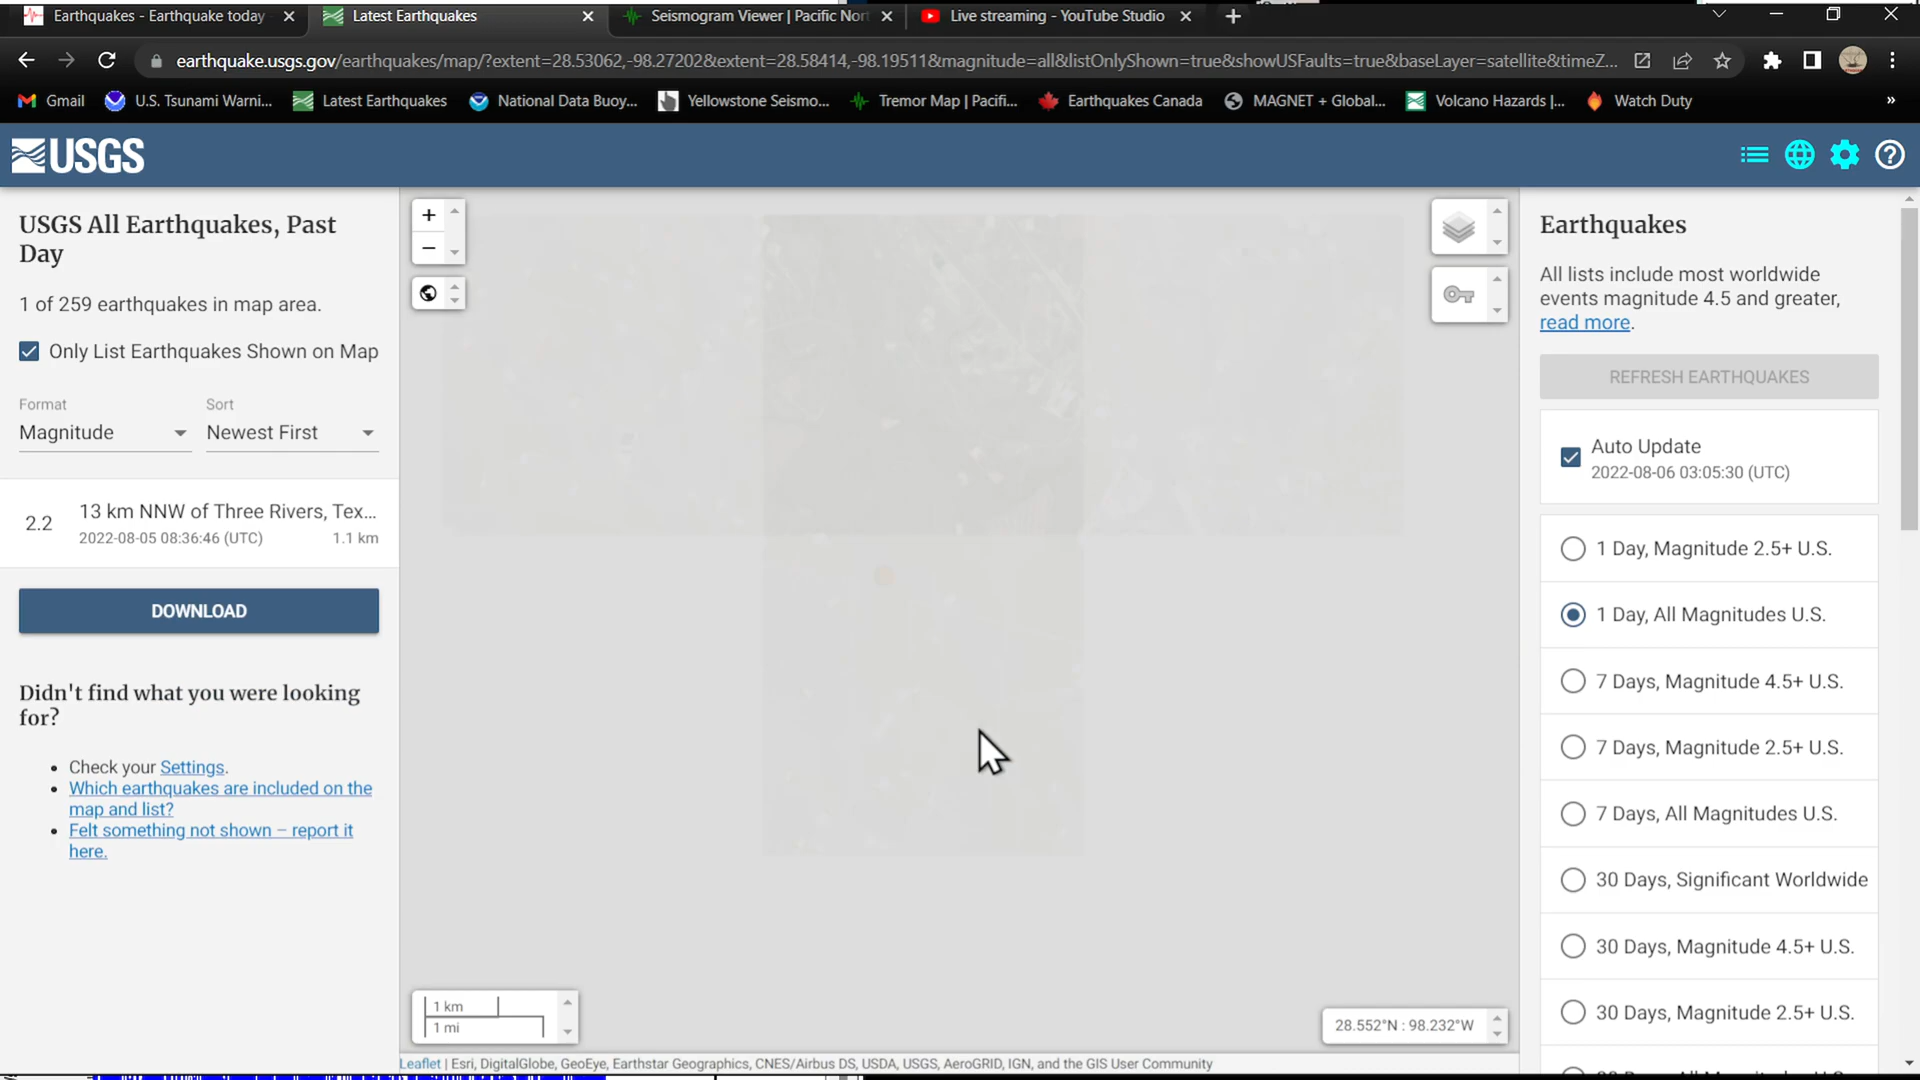 Earthquakes - Earthquake today
Latest Earthquakes
Seismogram Viewer | Pacific Nor
Live streaming - YouTube Studio
earthquake.usgs.gov/earthquakes/map/?extent=28.53062,-98.27202&extent=28.58414,-98.19511&magnitude=all&listOnlyShown=true&showUSFaults=true&baseLayer=satellite&timeZ...
Gmail
U.S. Tsunami Warni...
Latest Earthquakes
National Data Buoy...
Yellowstone Seismo...
Tremor Map | Pacifi...
Earthquakes Canada
MAGNET + Global...
Volcano Hazards |...
Watch Duty
»
USGS
USGS All Earthquakes, Past
Day
1 of 259 earthquakes in map area.
Only List Earthquakes Shown on Map
Format
Sort
Magnitude
Newest First
2.2
13 km NNW of Three Rivers, Tex...
2022-08-05 08:36:46 (UTC)
1.1 km
DOWNLOAD
Didn't find what you were looking
for?
Check your Settings.
Which earthquakes are included on the
map and list?
Felt something not shown – report it
here.
+
−
1 km
1 mi
28.552°N : 98.232°W
Leaflet | Esri, DigitalGlobe, GeoEye, Earthstar Geographics, CNES/Airbus DS, USDA, USGS, AeroGRID, IGN, and the GIS User Community
Earthquakes
All lists include most worldwide
events magnitude 4.5 and greater,
read more.
REFRESH EARTHQUAKES
Auto Update
2022-08-06 03:05:30 (UTC)
1 Day, Magnitude 2.5+ U.S.
1 Day, All Magnitudes U.S.
7 Days, Magnitude 4.5+ U.S.
7 Days, Magnitude 2.5+ U.S.
7 Days, All Magnitudes U.S.
30 Days, Significant Worldwide
30 Days, Magnitude 4.5+ U.S.
30 Days, Magnitude 2.5+ U.S.